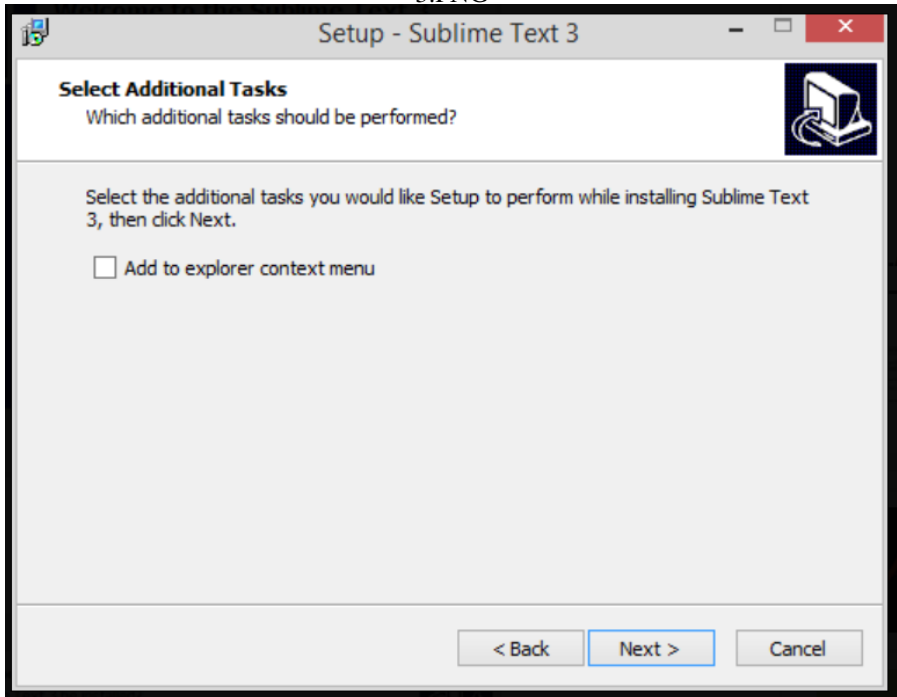 Setup - Sublime Text 3
Select Additional Tasks
Which additional tasks should be performed?
Select the additional tasks you would like Setup to perform while installing Sublime Text
3, then click Next.
Add to explorer context menu
< Back
Next >
Cancel